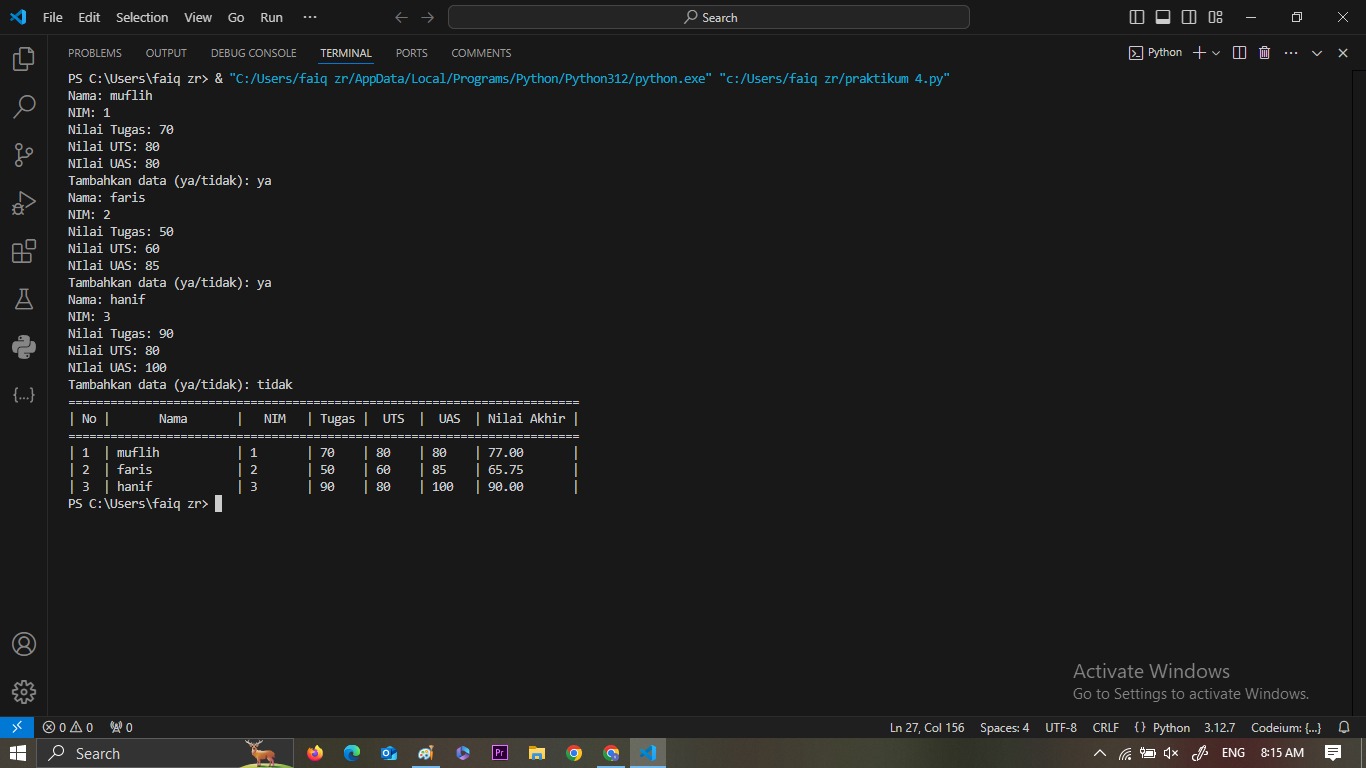 File Edit Selection View Go Run ··· Search
PROBLEMS OUTPUT DEBUG CONSOLE TERMINAL PORTS COMMENTS Python
PS C:\Users\faiq zr> & "C:/Users/faiq zr/AppData/Local/Programs/Python/Python312/python.exe" "c:/Users/faiq zr/praktikum 4.py"
Nama: muflih
NIM: 1
Nilai Tugas: 70
Nilai UTS: 80
NIlai UAS: 80
Tambahkan data (ya/tidak): ya
Nama: faris
NIM: 2
Nilai Tugas: 50
Nilai UTS: 60
NIlai UAS: 85
Tambahkan data (ya/tidak): ya
Nama: hanif
NIM: 3
Nilai Tugas: 90
Nilai UTS: 80
NIlai UAS: 100
Tambahkan data (ya/tidak): tidak
=========================================================================
| No |       Nama       |   NIM   | Tugas |  UTS  |  UAS  | Nilai Akhir |
=========================================================================
| 1  | muflih           | 1       | 70    | 80    | 80    | 77.00       |
| 2  | faris            | 2       | 50    | 60    | 85    | 65.75       |
| 3  | hanif            | 3       | 90    | 80    | 100   | 90.00       |
PS C:\Users\faiq zr>
Activate Windows
Go to Settings to activate Windows.
0 0 0 Ln 27, Col 156 Spaces: 4 UTF-8 CRLF {} Python 3.12.7 Codeium: {...}
Search Pr ENG 8:15 AM